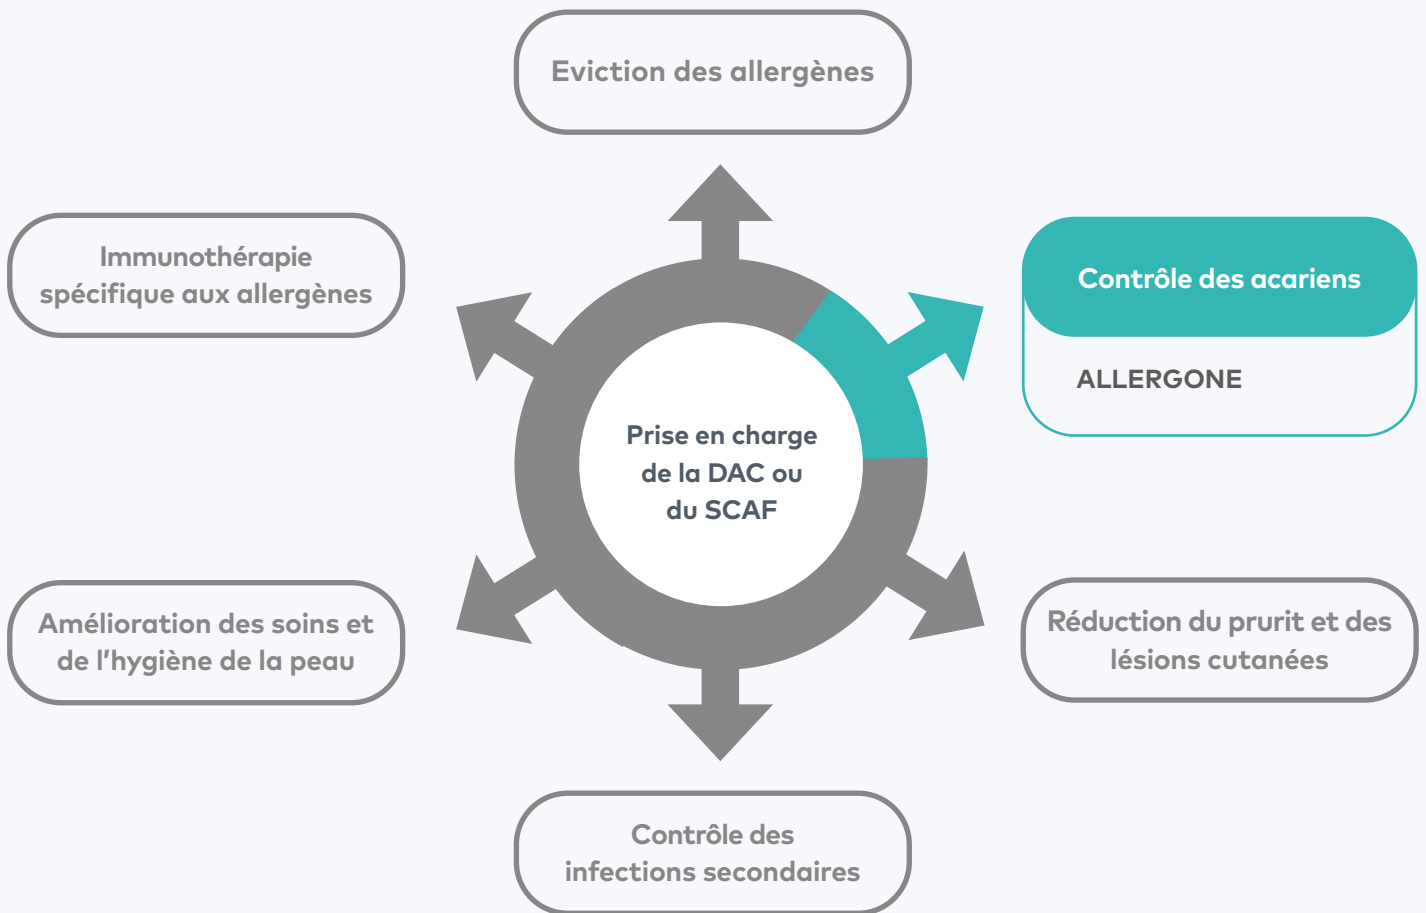 Eviction des allergènes
Immunothérapie
spécifique aux allergènes
Contrôle des acariens
ALLERGONE
Prise en charge
de la DAC ou
du SCAF
Amélioration des soins et
de l'hygiène de la peau
Réduction du prurit et des
lésions cutanées
Contrôle des
infections secondaires